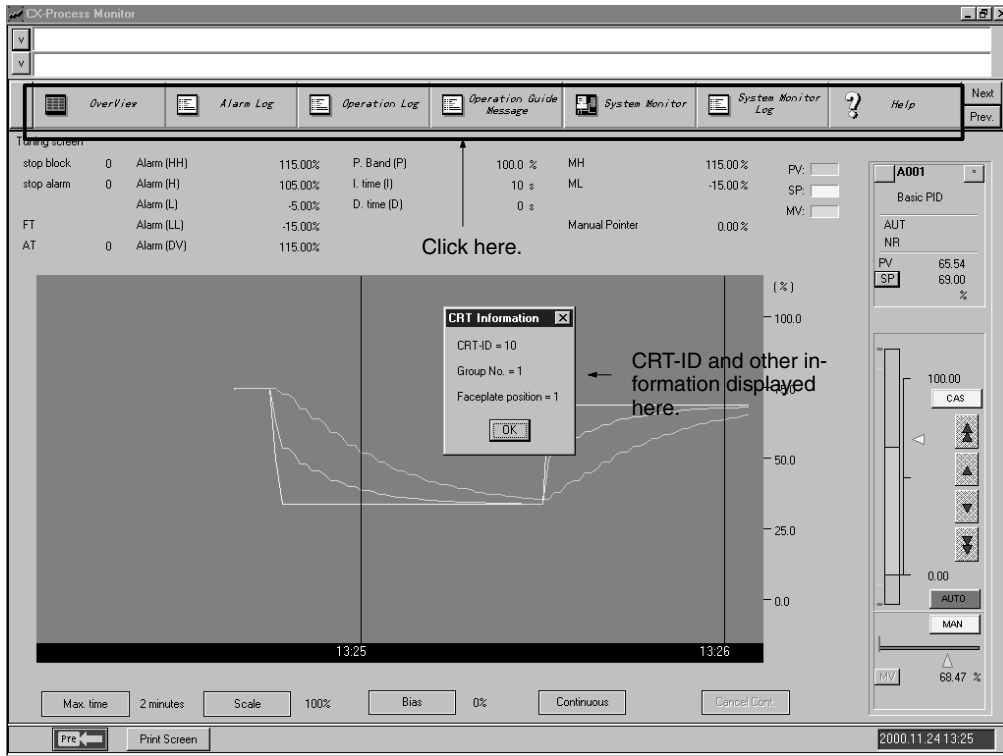 CX-Process Monitor
v
v
OverView
Alarm Log
Operation Log
Operation Guide
Message
System Monitor
System Monitor
Log
Help
Next
Prev.
Tuning screen
stop block 0 Alarm (HH) 115.00% P. Band (P) 100.0 % MH 115.00 % PV:
stop alarm 0 Alarm (H) 105.00% I. time (I) 10 s ML -15.00 % SP:
Alarm (L) -5.00% D. time (D) 0 s MV:
FT Alarm (LL) -15.00% Manual Pointer 0.00 %
AT 0 Alarm (DV) 115.00%
Click here.
A001
Basic PID
AUT
NR
PV 65.54
SP 69.00
%
(%)
100.0
75.0
50.0
25.0
0.0
CRT Information
CRT-ID = 10
Group No. = 1
Faceplate position = 1
OK
CRT-ID and other in-
formation displayed
here.
100.00
CAS
0.00
AUTO
MAN
MV 68.47 %
13:25 13:26
Max. time 2 minutes Scale 100% Bias 0% Continuous Cancel Cont.
Pre Print Screen 2000.11.24 13:25